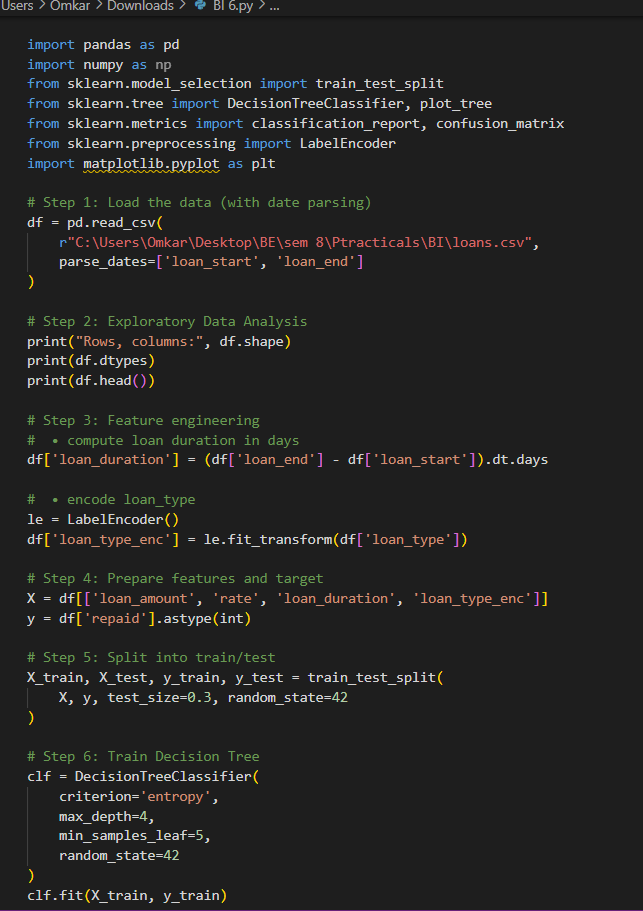 Users > Omkar > Downloads > BI 6.py > ...
import pandas as pd
import numpy as np
from sklearn.model_selection import train_test_split
from sklearn.tree import DecisionTreeClassifier, plot_tree
from sklearn.metrics import classification_report, confusion_matrix
from sklearn.preprocessing import LabelEncoder
import matplotlib.pyplot as plt

# Step 1: Load the data (with date parsing)
df = pd.read_csv(
    r"C:\Users\Omkar\Desktop\BE\sem 8\Ptracticals\BI\loans.csv",
    parse_dates=['loan_start', 'loan_end']
)

# Step 2: Exploratory Data Analysis
print("Rows, columns:", df.shape)
print(df.dtypes)
print(df.head())

# Step 3: Feature engineering
#  • compute loan duration in days
df['loan_duration'] = (df['loan_end'] - df['loan_start']).dt.days

#  • encode loan_type
le = LabelEncoder()
df['loan_type_enc'] = le.fit_transform(df['loan_type'])

# Step 4: Prepare features and target
X = df[['loan_amount', 'rate', 'loan_duration', 'loan_type_enc']]
y = df['repaid'].astype(int)

# Step 5: Split into train/test
X_train, X_test, y_train, y_test = train_test_split(
    X, y, test_size=0.3, random_state=42
)

# Step 6: Train Decision Tree
clf = DecisionTreeClassifier(
    criterion='entropy',
    max_depth=4,
    min_samples_leaf=5,
    random_state=42
)
clf.fit(X_train, y_train)